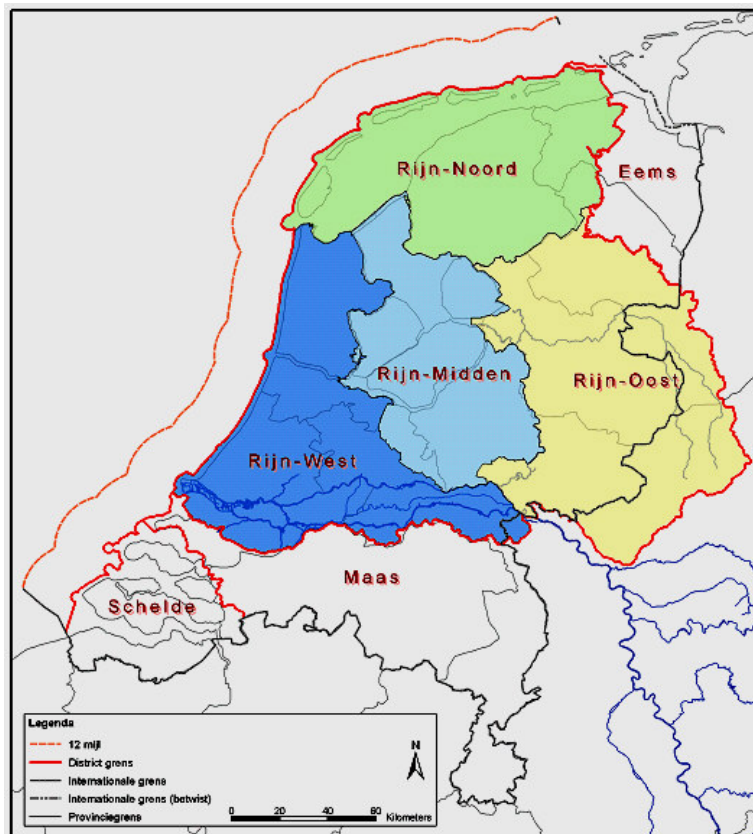 Rijn-Noord
Eems
Rijn-Midden
Rijn-Oost
Rijn-West
Maas
Schelde
Legenda
12 mijl
District grens
Internationale grens
Internationale grens (betwist)
Provinciegrens
N
0 20 40 60 Kilometers